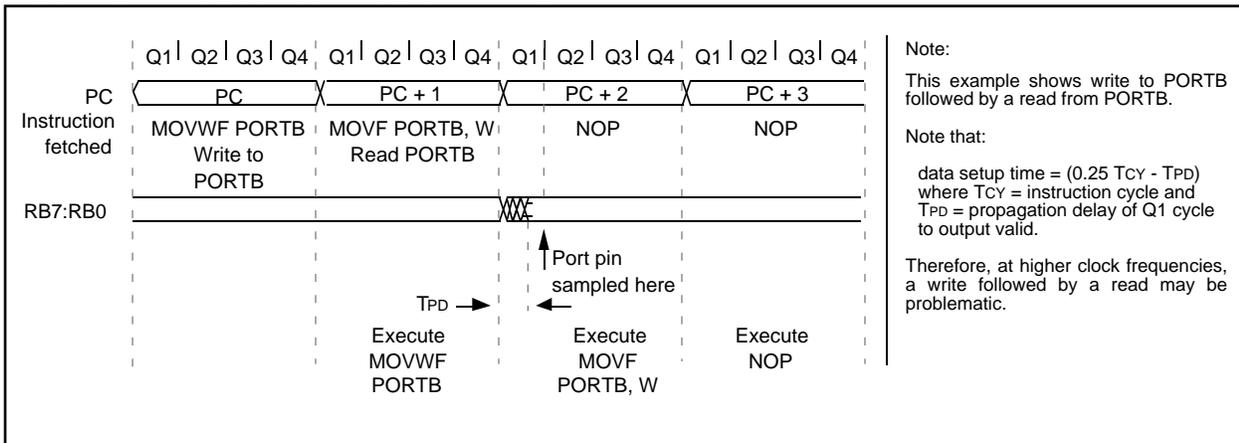 Q1 Q2 Q3 Q4 Q1 Q2 Q3 Q4 Q1 Q2 Q3 Q4 Q1 Q2 Q3 Q4
PC PC PC + 1 PC + 2 PC + 3
Instruction
fetched
MOVWF PORTB
Write to
PORTB
MOVF PORTB, W
Read PORTB
NOP
NOP
RB7:RB0
Port pin
sampled here
TPD
Execute
MOVWF
PORTB
Execute
MOVF
PORTB, W
Execute
NOP
Note:
This example shows write to PORTB
followed by a read from PORTB.
Note that:
data setup time = (0.25 TCY - TPD)
where TCY = instruction cycle and
TPD = propagation delay of Q1 cycle
to output valid.
Therefore, at higher clock frequencies,
a write followed by a read may be
problematic.